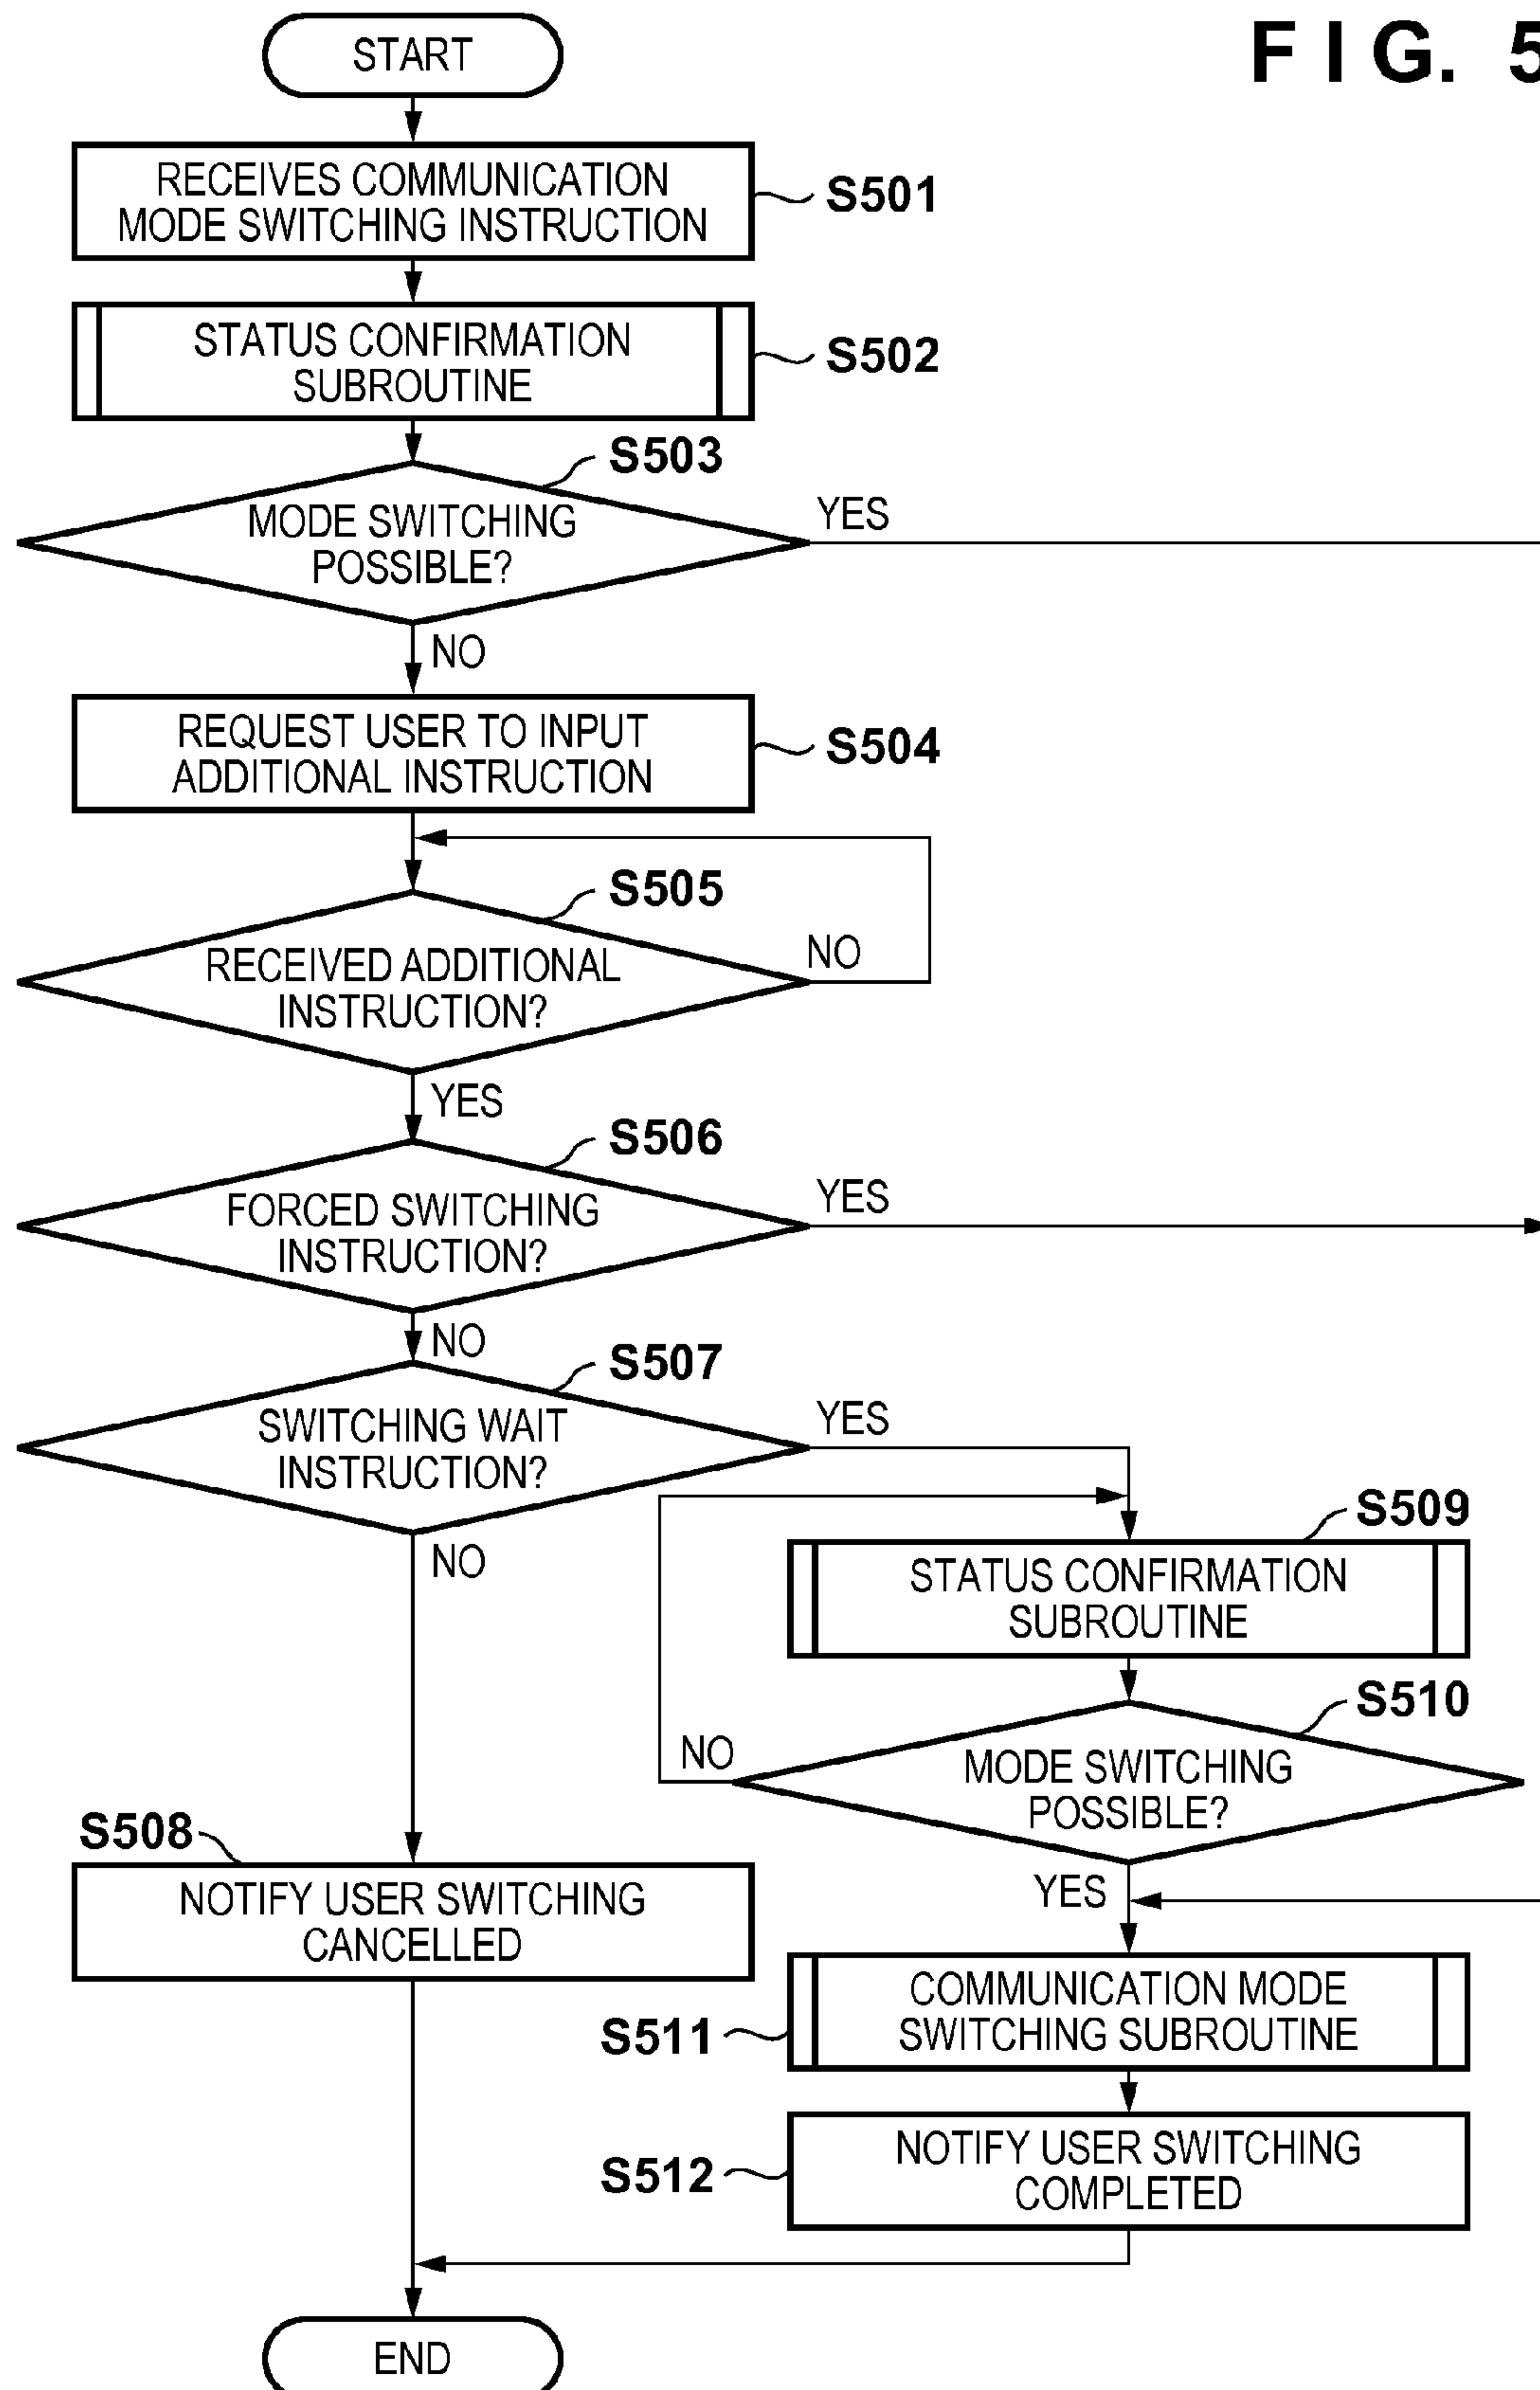 FIG. 5
START
RECEIVES COMMUNICATION
MODE SWITCHING INSTRUCTION
S501
STATUS CONFIRMATION
SUBROUTINE
S502
S503
MODE SWITCHING
POSSIBLE?
YES
NO
REQUEST USER TO INPUT
ADDITIONAL INSTRUCTION
S504
S505
RECEIVED ADDITIONAL
INSTRUCTION?
NO
YES
S506
FORCED SWITCHING
INSTRUCTION?
YES
NO
S507
SWITCHING WAIT
INSTRUCTION?
YES
NO
S509
STATUS CONFIRMATION
SUBROUTINE
S510
MODE SWITCHING
POSSIBLE?
NO
YES
S508
NOTIFY USER SWITCHING
CANCELLED
COMMUNICATION MODE
SWITCHING SUBROUTINE
S511
NOTIFY USER SWITCHING
COMPLETED
S512
END